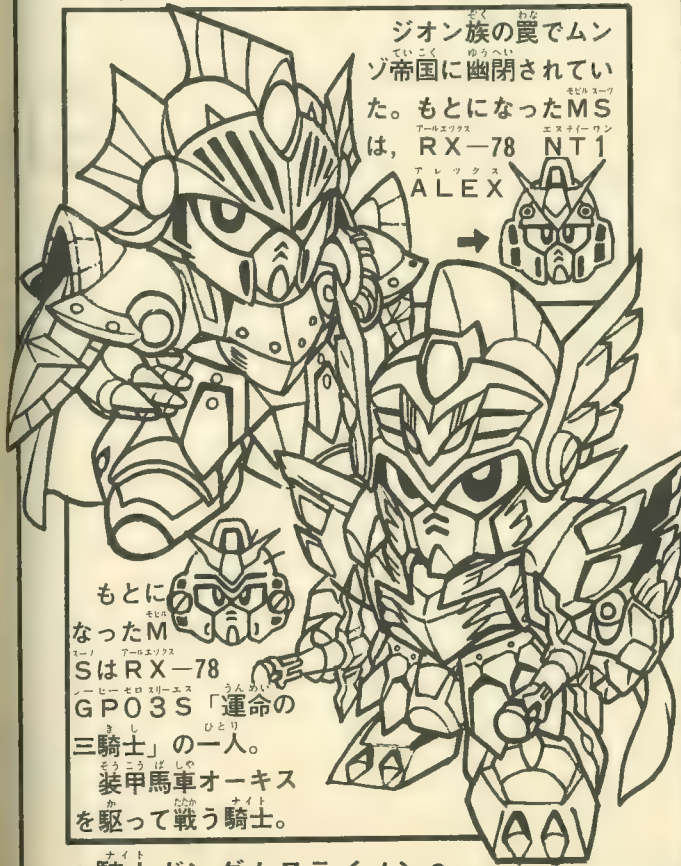 ジオン族の罠でムン
ゾ帝国に幽閉されてい
た。もとになったMS
は，RX—78 NT1
ALEX
もとに
なったM
SはRX—78
GP03S「運命の
三騎士」の一人。
装甲馬車オーキス
を駆って戦う騎士。